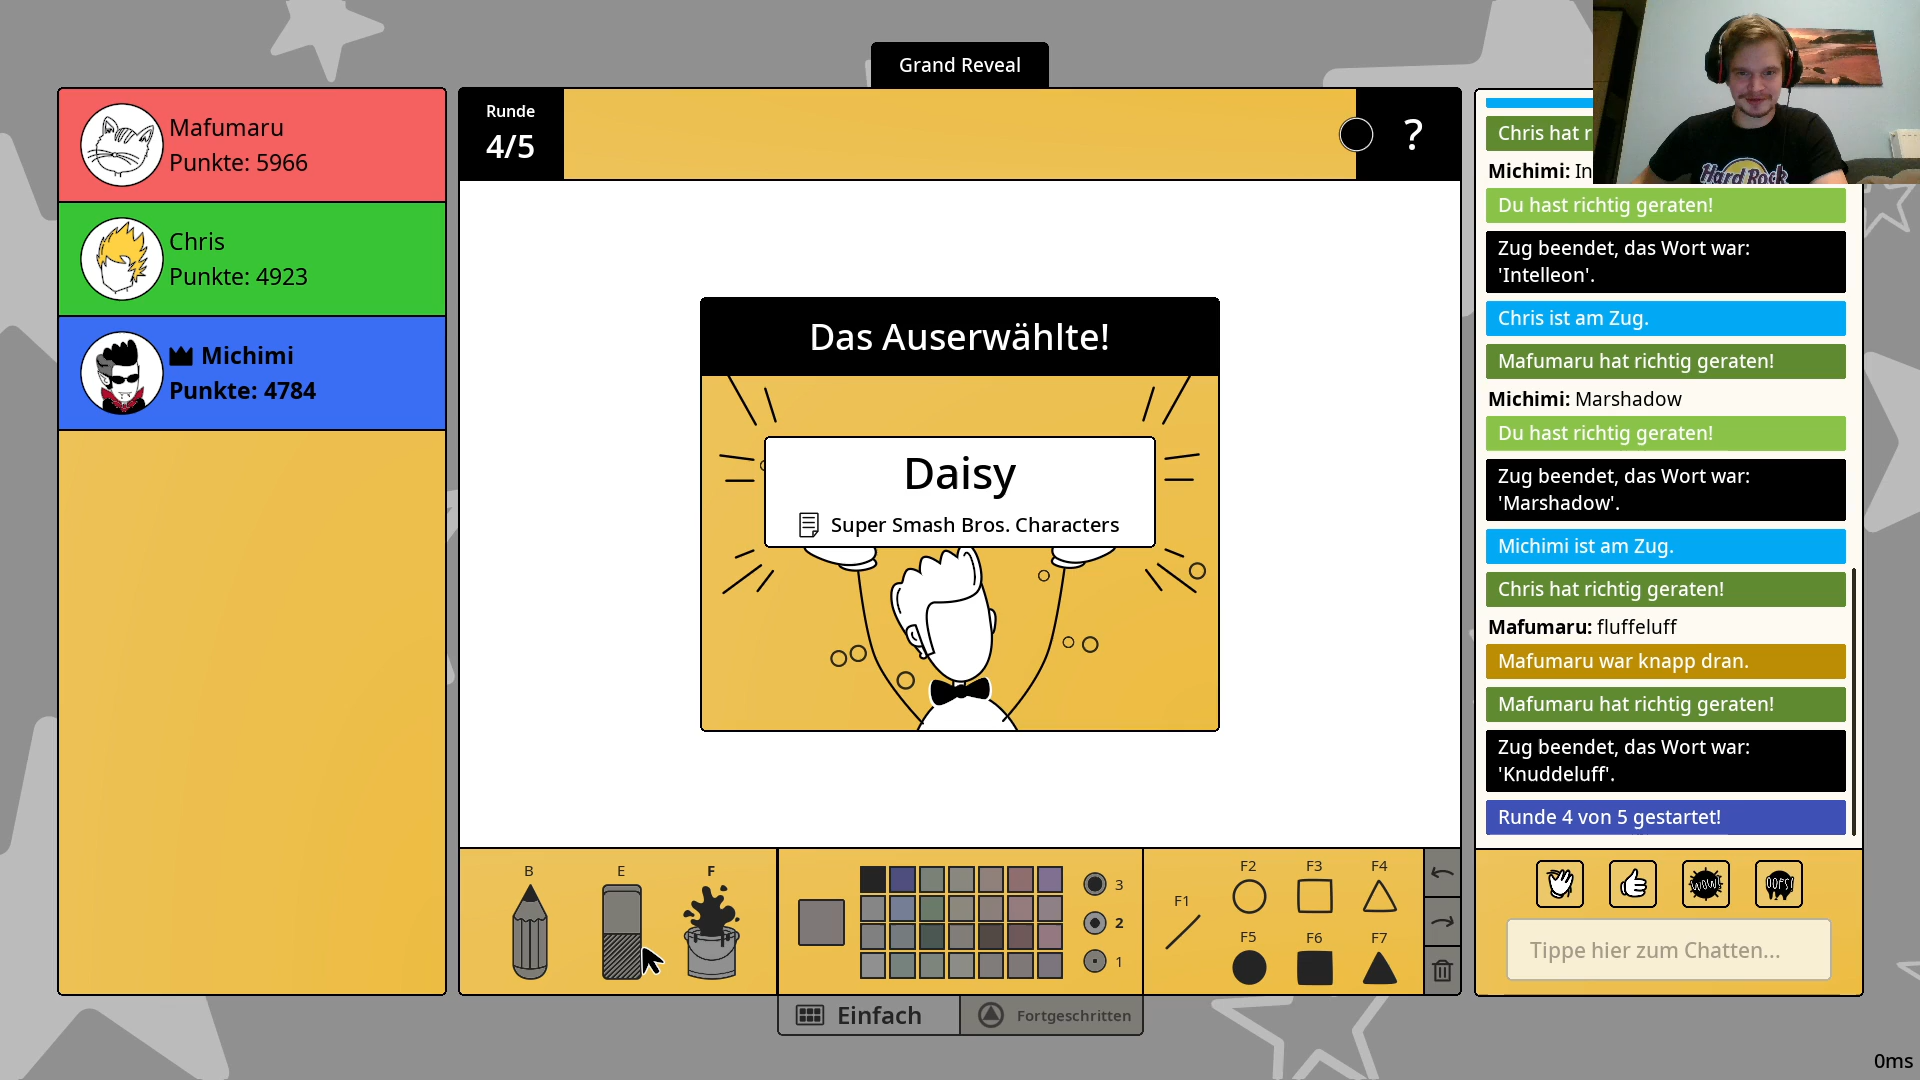 Grand Reveal
Mafumaru
Punkte: 5966
Chris
Punkte: 4923
Michimi
Punkte: 4784
Runde
4/5
?
Das Auserwählte!
Daisy
Super Smash Bros. Characters
B
E
F
3
2
1
F1
F2
F3
F4
F5
F6
F7
Einfach
Fortgeschritten
Hard Rock
Chris hat r
Michimi: In
Du hast richtig geraten!
Zug beendet, das Wort war:
'Intelleon'.
Chris ist am Zug.
Mafumaru hat richtig geraten!
Michimi: Marshadow
Du hast richtig geraten!
Zug beendet, das Wort war:
'Marshadow'.
Michimi ist am Zug.
Chris hat richtig geraten!
Mafumaru: fluffeluff
Mafumaru war knapp dran.
Mafumaru hat richtig geraten!
Zug beendet, das Wort war:
'Knuddeluff'.
Runde 4 von 5 gestartet!
WOW!
OOPS!
Tippe hier zum Chatten...
0ms